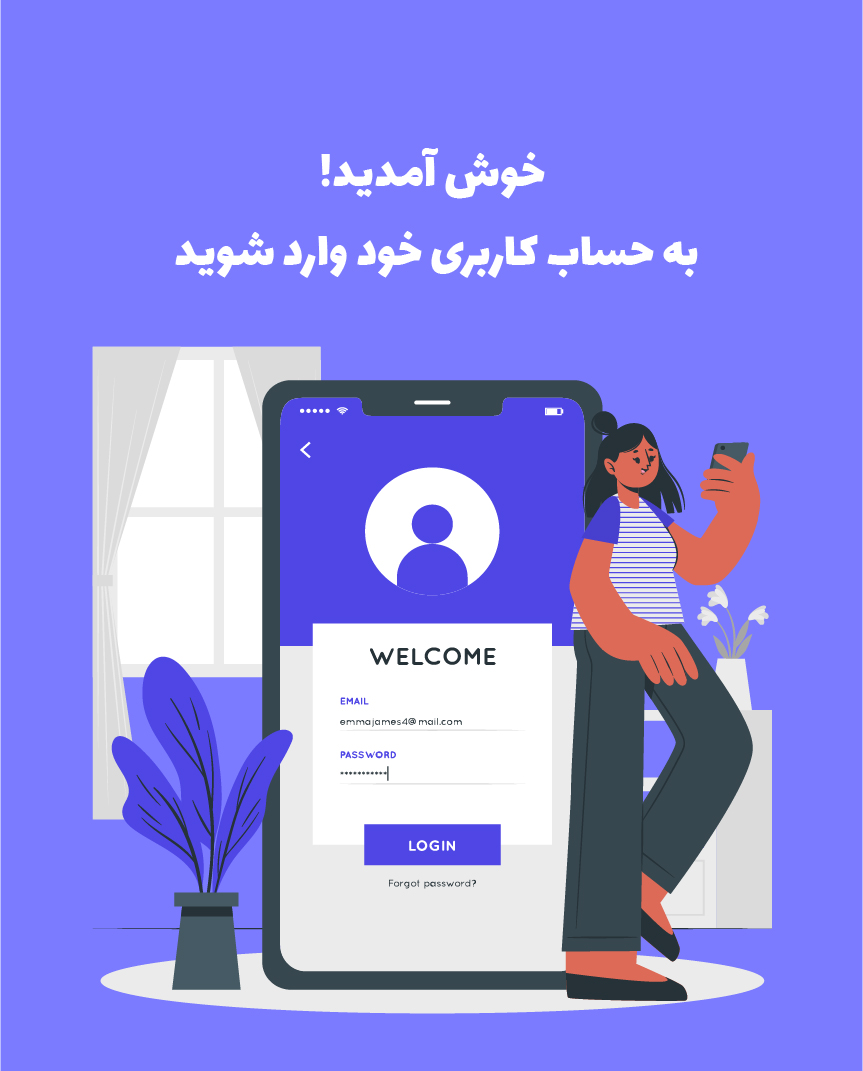 خوش آمدید!
به حساب کاربری خود وارد شوید
WELCOME
EMAIL
emmajames4@mail.com
PASSWORD
***********
LOGIN
Forgot password?